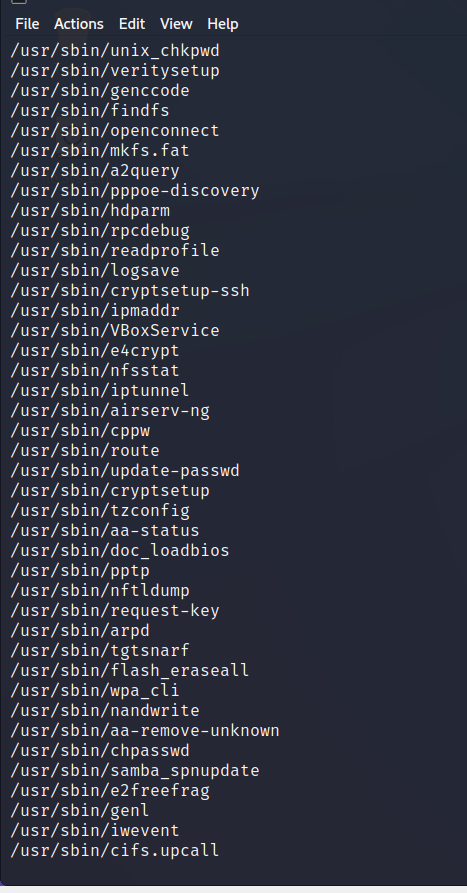 File Actions Edit View Help
/usr/sbin/unix_chkpwd
/usr/sbin/veritysetup
/usr/sbin/genccode
/usr/sbin/findfs
/usr/sbin/openconnect
/usr/sbin/mkfs.fat
/usr/sbin/a2query
/usr/sbin/pppoe-discovery
/usr/sbin/hdparm
/usr/sbin/rpcdebug
/usr/sbin/readprofile
/usr/sbin/logsave
/usr/sbin/cryptsetup-ssh
/usr/sbin/ipmaddr
/usr/sbin/VBoxService
/usr/sbin/e4crypt
/usr/sbin/nfsstat
/usr/sbin/iptunnel
/usr/sbin/airserv-ng
/usr/sbin/cppw
/usr/sbin/route
/usr/sbin/update-passwd
/usr/sbin/cryptsetup
/usr/sbin/tzconfig
/usr/sbin/aa-status
/usr/sbin/doc_loadbios
/usr/sbin/pptp
/usr/sbin/nftldump
/usr/sbin/request-key
/usr/sbin/arpd
/usr/sbin/tgtsnarf
/usr/sbin/flash_eraseall
/usr/sbin/wpa_cli
/usr/sbin/nandwrite
/usr/sbin/aa-remove-unknown
/usr/sbin/chpasswd
/usr/sbin/samba_spnupdate
/usr/sbin/e2freefrag
/usr/sbin/genl
/usr/sbin/iwevent
/usr/sbin/cifs.upcall